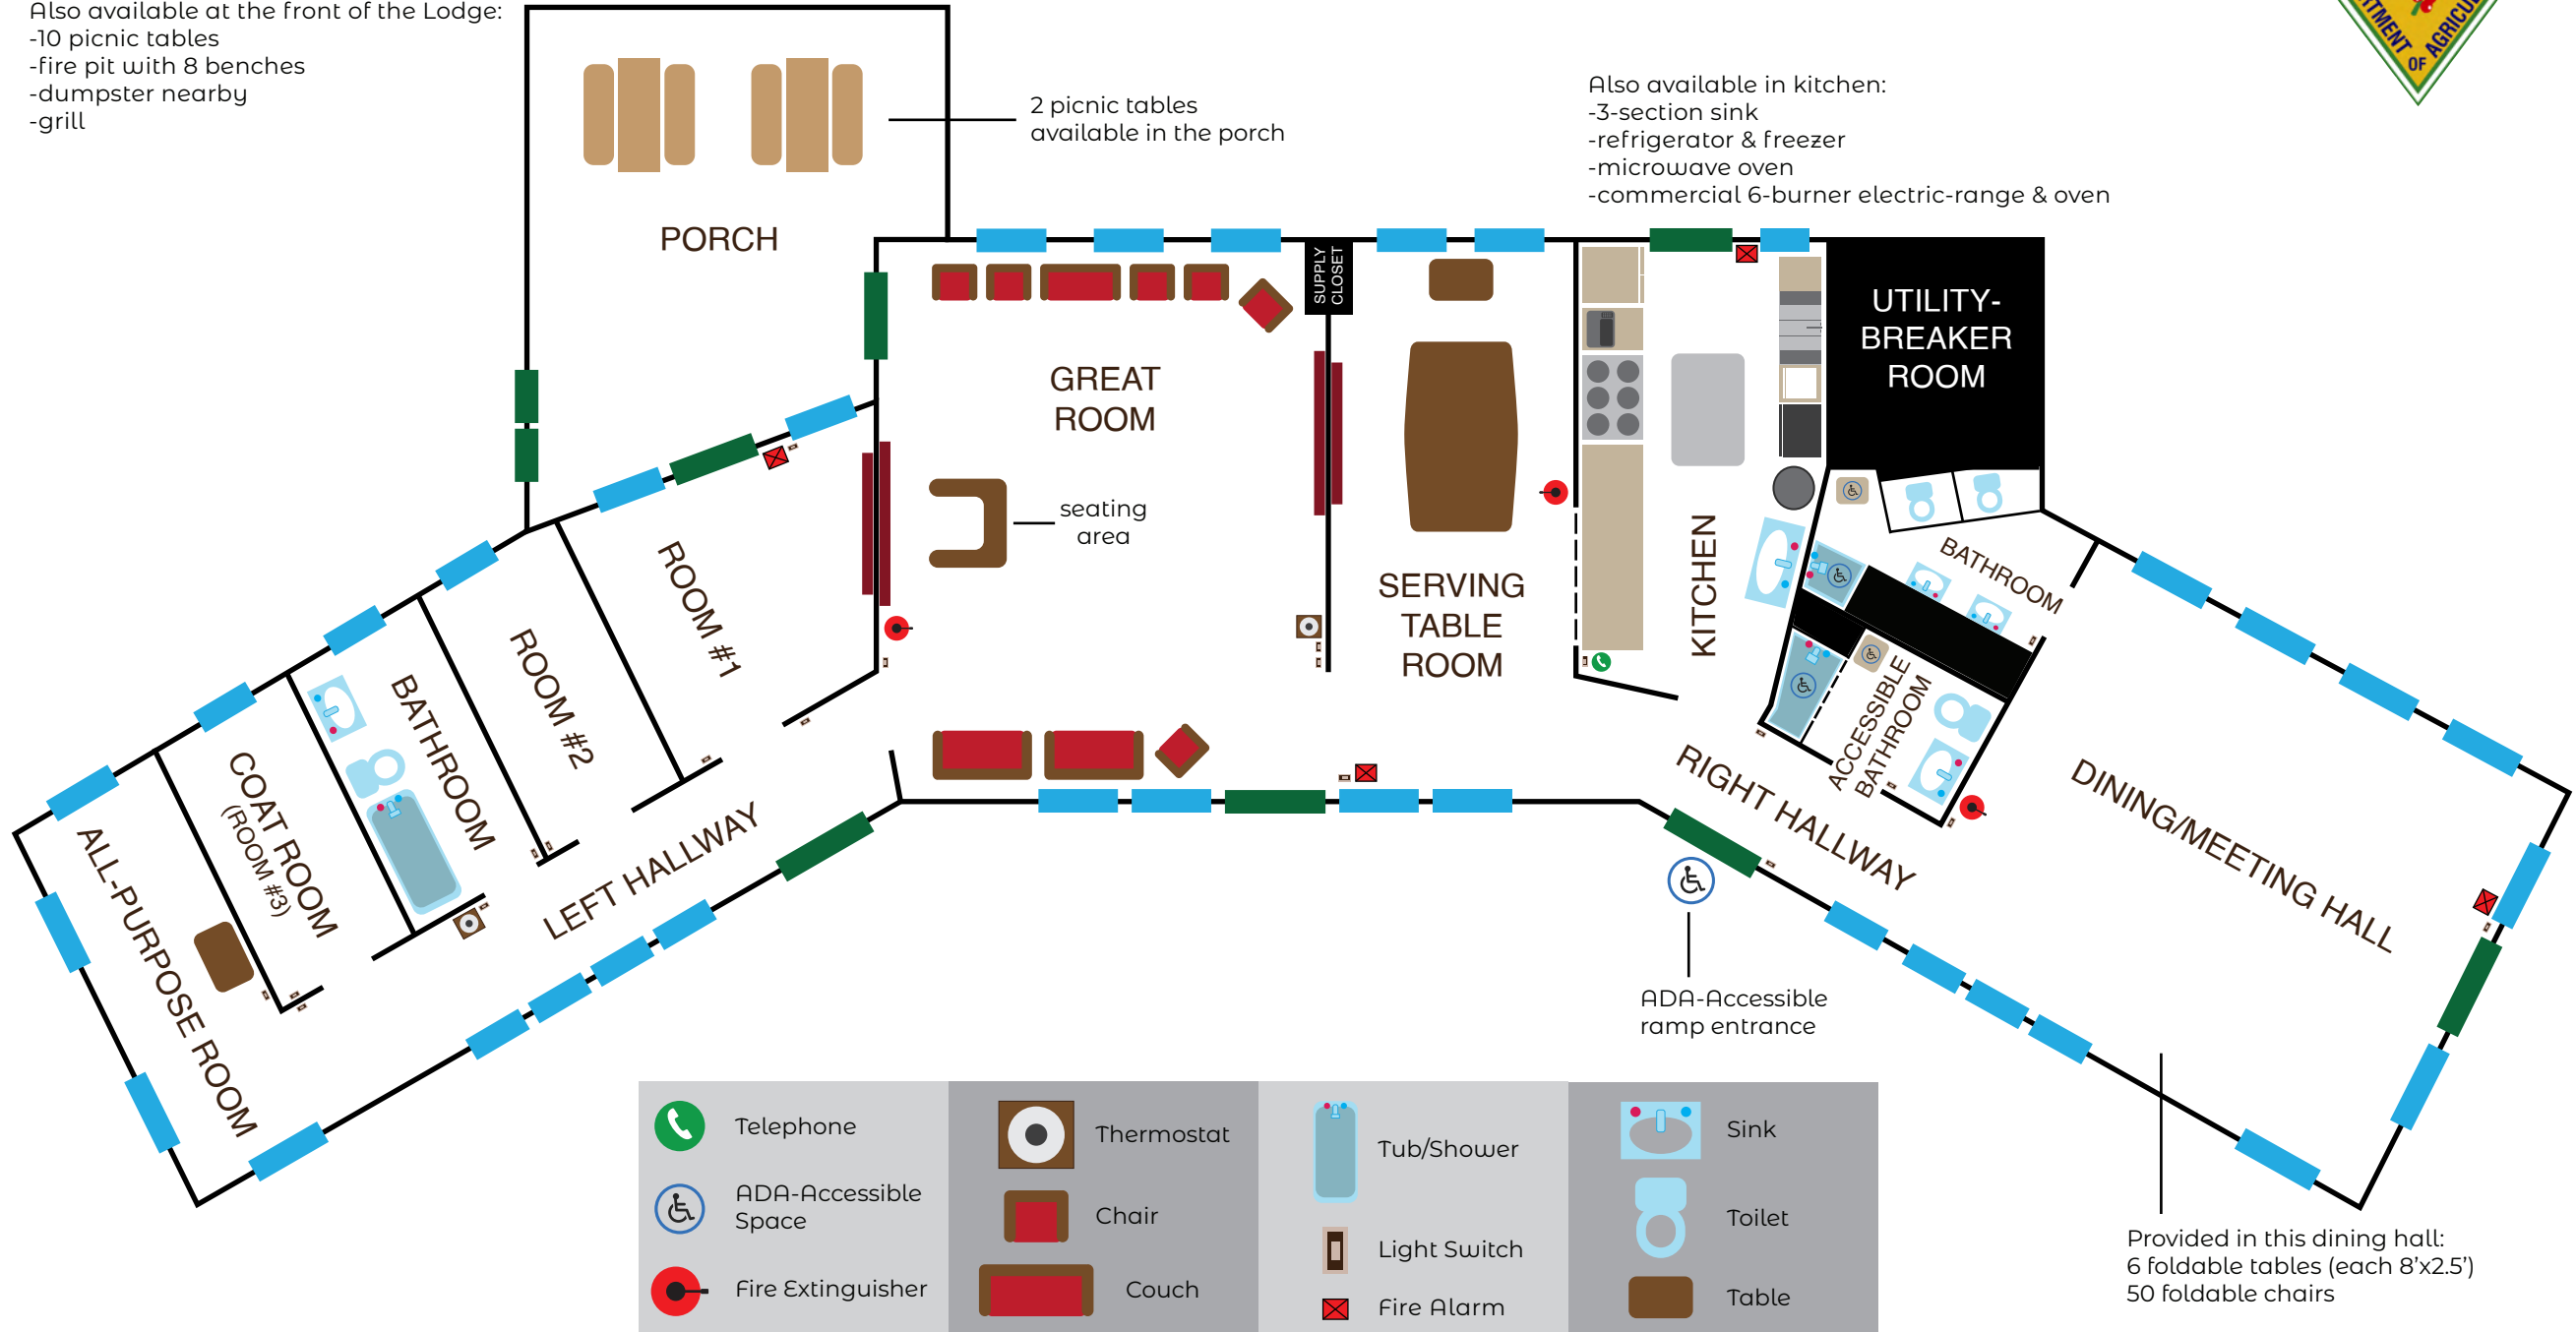 Also available at the front of the Lodge:
-10 picnic tables
-fire pit with 8 benches
-dumpster nearby
-grill
2 picnic tables
available in the porch
Also available in kitchen:
-3-section sink
-refrigerator & freezer
-microwave oven
-commercial 6-burner electric-range & oven
OF
PORCH
SUPPLY
CLOSET
UTILITY-
BREAKER
ROOM
GREAT
ROOM
seating
area
SERVING
TABLE
ROOM
KITCHEN
BATHROOM
ACCESSIBLE
BATHROOM
ROOM #1
ROOM #2
BATHROOM
COAT ROOM
(ROOM #3)
ALL-PURPOSE ROOM
LEFT HALLWAY
RIGHT HALLWAY
DINING/MEETING HALL
ADA-Accessible
ramp entrance
Telephone
ADA-Accessible
Space
Fire Extinguisher
Thermostat
Chair
Couch
Tub/Shower
Light Switch
Fire Alarm
Sink
Toilet
Table
Provided in this dining hall:
6 foldable tables (each 8'x2.5')
50 foldable chairs